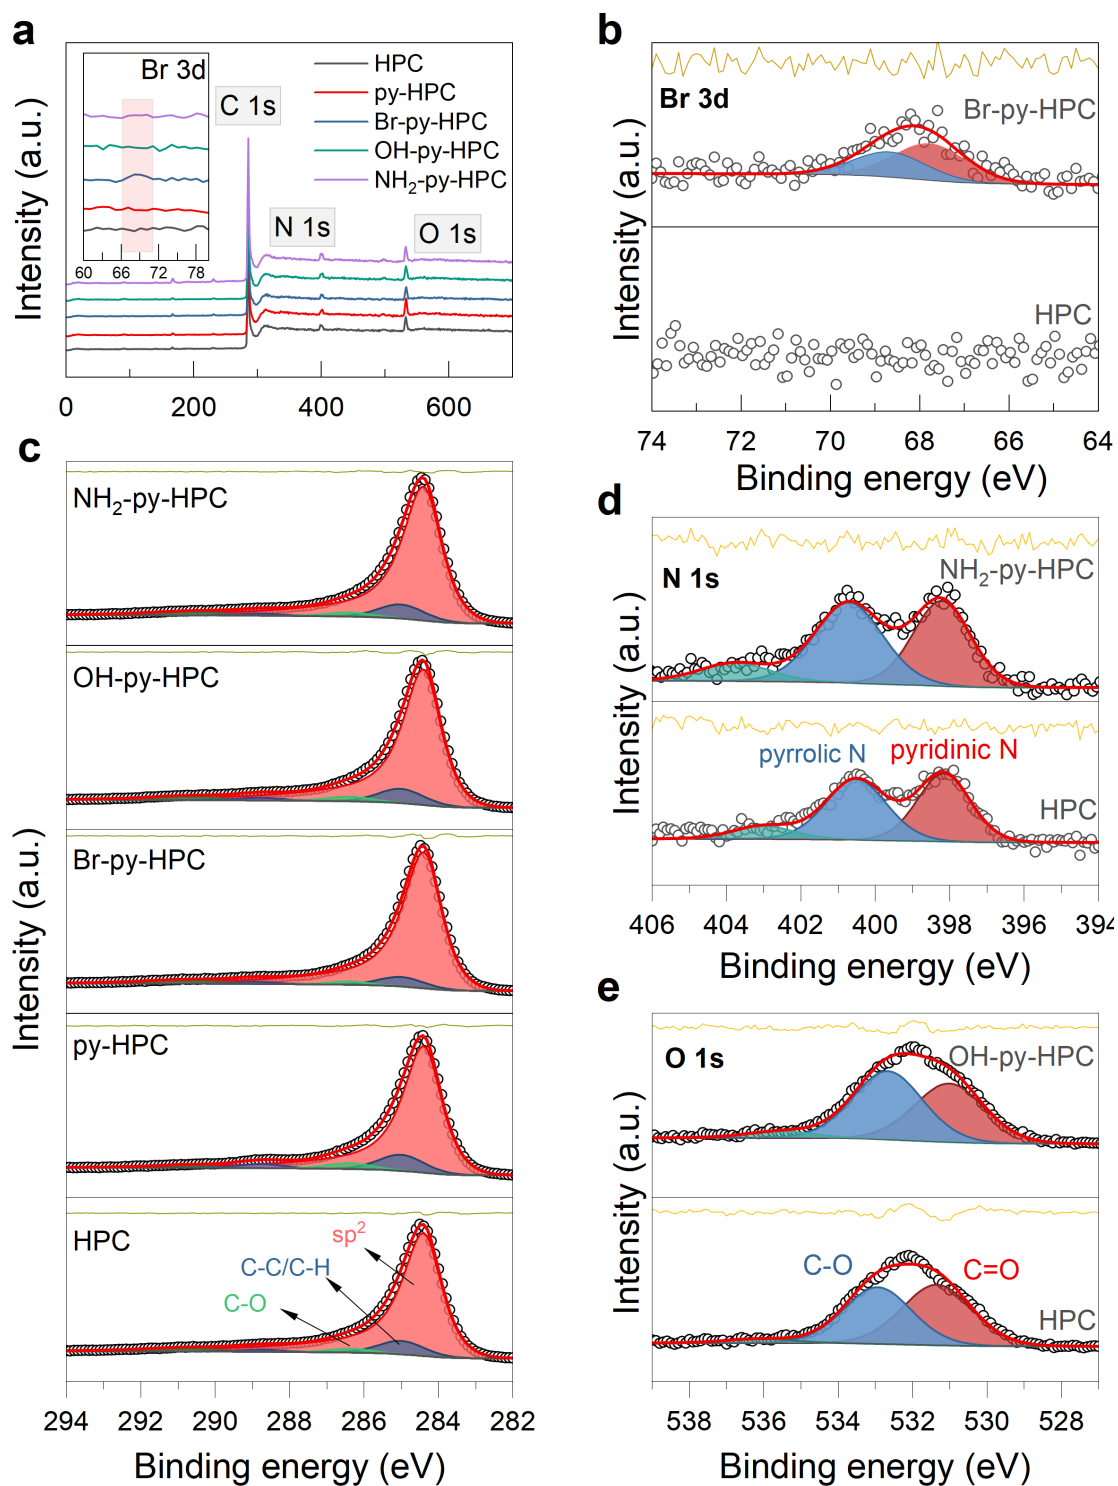 a
Intensity (a.u.)
Br 3d
60 66 72 78
C 1s
N 1s
O 1s
HPC
py-HPC
Br-py-HPC
OH-py-HPC
NH₂-py-HPC
0 200 400 600
b
Intensity (a.u.)
Br 3d
Br-py-HPC
HPC
74 72 70 68 66 64
Binding energy (eV)
c
Intensity (a.u.)
NH₂-py-HPC
OH-py-HPC
Br-py-HPC
py-HPC
HPC
sp²
C-C/C-H
C-O
294 292 290 288 286 284 282
Binding energy (eV)
d
Intensity (a.u.)
N 1s
NH₂-py-HPC
pyrrolic N
pyridinic N
HPC
406 404 402 400 398 396 394
Binding energy (eV)
e
Intensity (a.u.)
O 1s
OH-py-HPC
C-O
C=O
HPC
538 536 534 532 530 528
Binding energy (eV)